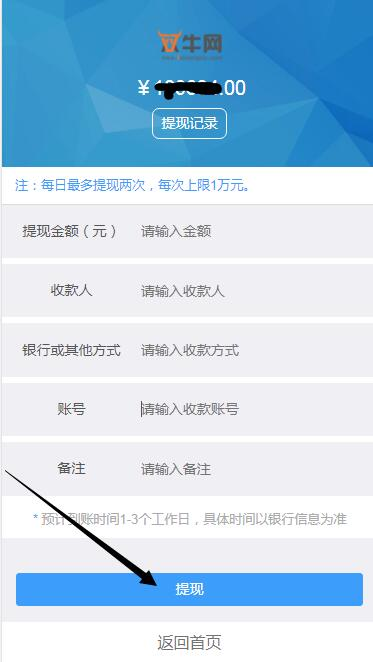 牛网
¥
.00
提现记录
注：每日最多提现两次，每次上限1万元。
提现金额（元） 请输入金额
收款人 请输入收款人
银行或其他方式 请输入收款方式
账号 请输入收款账号
备注 请输入备注
* 预计到账时间1-3个工作日，具体时间以银行信息为准
提现
返回首页